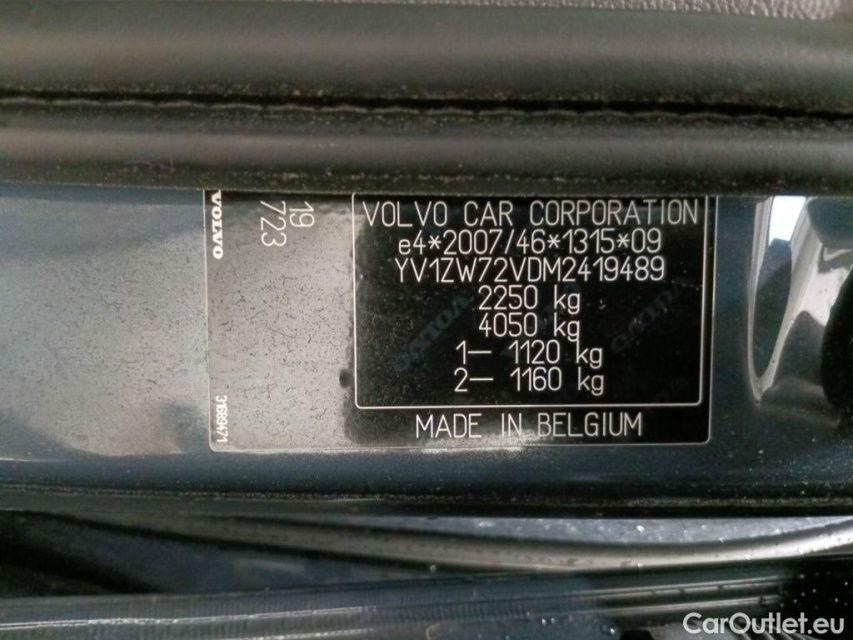 VOLVO
19
723
31689471
VOLVO CAR CORPORATION
e4*2007/46*1315*09
YV1ZW72VDM2419489
2250 kg
4050 kg
1– 1120 kg
2– 1160 kg
MADE IN BELGIUM
CarOutlet.eu